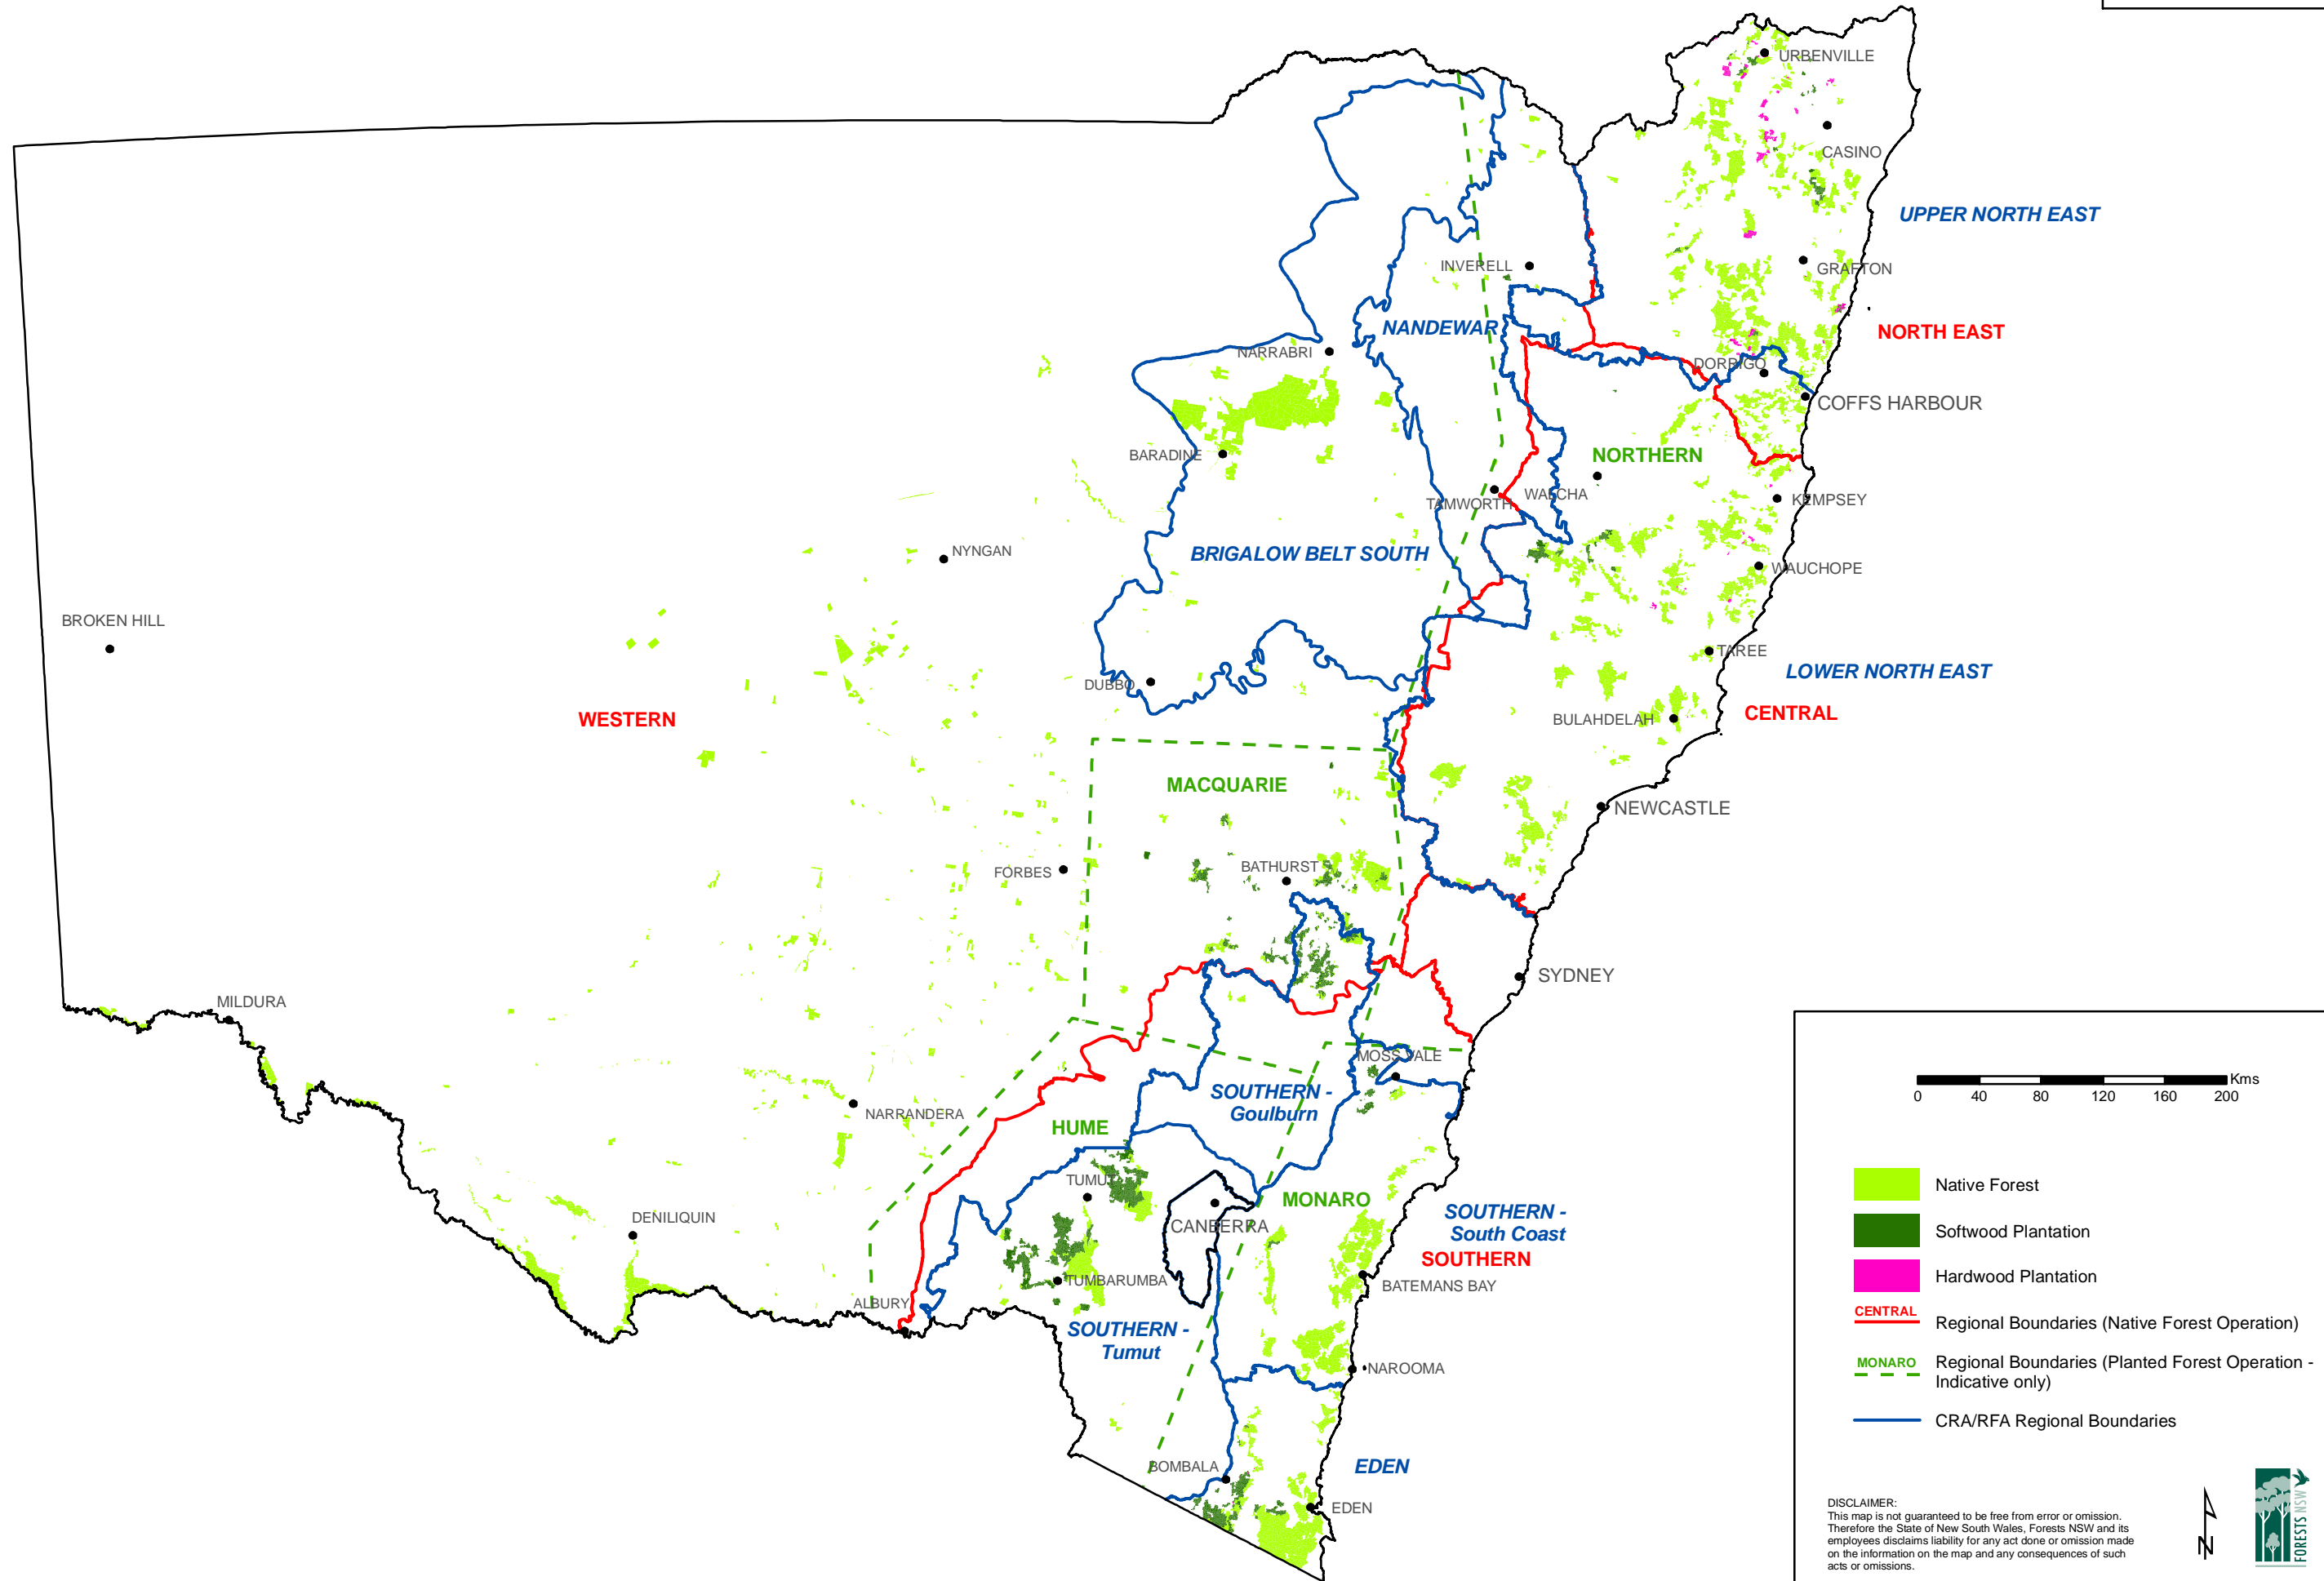 URBENVILLE
CASINO
UPPER NORTH EAST
INVERELL
GRAFTON
NANDEWAR
NORTH EAST
NARRABRI
DORRIGO
COFFS HARBOUR
BARADINE
NORTHERN
TAMWORTH
WALCHA
KEMPSEY
NYNGAN
BRIGALOW BELT SOUTH
WAUCHOPE
BROKEN HILL
TAREE
LOWER NORTH EAST
DUBBO
WESTERN
BULAHDELAH
CENTRAL
MACQUARIE
NEWCASTLE
FORBES
BATHURST
SYDNEY
MILDURA
MOSS VALE
NARRANDERA
SOUTHERN -
Goulburn
HUME
TUMUT
MONARO
DENILIQUIN
CANBERRA
SOUTHERN -
South Coast
SOUTHERN
TUMBARUMBA
BATEMANS BAY
ALBURY
SOUTHERN -
Tumut
NAROOMA
BOMBALA
EDEN
EDEN
Kms
0 40 80 120 160 200
Native Forest
Softwood Plantation
Hardwood Plantation
CENTRAL
Regional Boundaries (Native Forest Operation)
MONARO
Regional Boundaries (Planted Forest Operation -
Indicative only)
CRA/RFA Regional Boundaries
DISCLAIMER:
This map is not guaranteed to be free from error or omission.
Therefore the State of New South Wales, Forests NSW and its
employees disclaims liability for any act done or omission made
on the information on the map and any consequences of such
acts or omissions.
N
FORESTS NSW